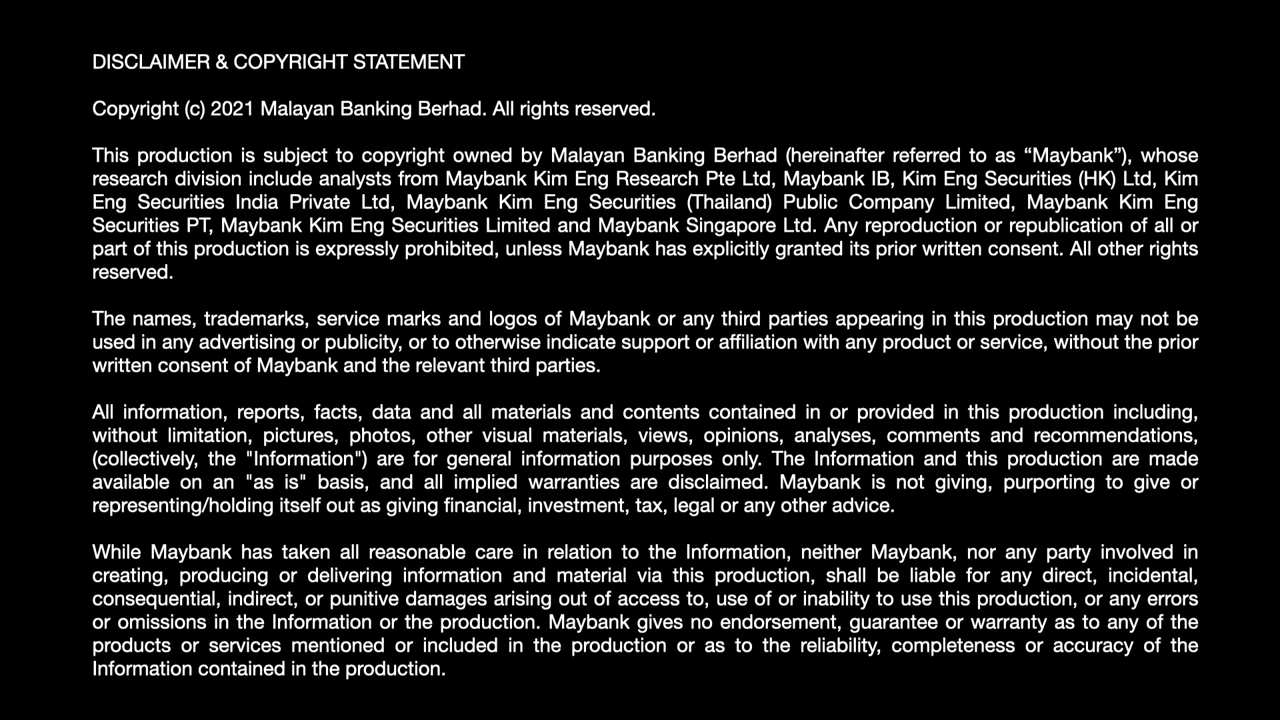 DISCLAIMER & COPYRIGHT STATEMENT
Copyright (c) 2021 Malayan Banking Berhad. All rights reserved.
This production is subject to copyright owned by Malayan Banking Berhad (hereinafter referred to as “Maybank”), whose
research division include analysts from Maybank Kim Eng Research Pte Ltd, Maybank IB, Kim Eng Securities (HK) Ltd, Kim
Eng Securities India Private Ltd, Maybank Kim Eng Securities (Thailand) Public Company Limited, Maybank Kim Eng
Securities PT, Maybank Kim Eng Securities Limited and Maybank Singapore Ltd. Any reproduction or republication of all or
part of this production is expressly prohibited, unless Maybank has explicitly granted its prior written consent. All other rights
reserved.
The names, trademarks, service marks and logos of Maybank or any third parties appearing in this production may not be
used in any advertising or publicity, or to otherwise indicate support or affiliation with any product or service, without the prior
written consent of Maybank and the relevant third parties.
All information, reports, facts, data and all materials and contents contained in or provided in this production including,
without limitation, pictures, photos, other visual materials, views, opinions, analyses, comments and recommendations,
(collectively, the "Information") are for general information purposes only. The Information and this production are made
available on an "as is" basis, and all implied warranties are disclaimed. Maybank is not giving, purporting to give or
representing/holding itself out as giving financial, investment, tax, legal or any other advice.
While Maybank has taken all reasonable care in relation to the Information, neither Maybank, nor any party involved in
creating, producing or delivering information and material via this production, shall be liable for any direct, incidental,
consequential, indirect, or punitive damages arising out of access to, use of or inability to use this production, or any errors
or omissions in the Information or the production. Maybank gives no endorsement, guarantee or warranty as to any of the
products or services mentioned or included in the production or as to the reliability, completeness or accuracy of the
Information contained in the production.